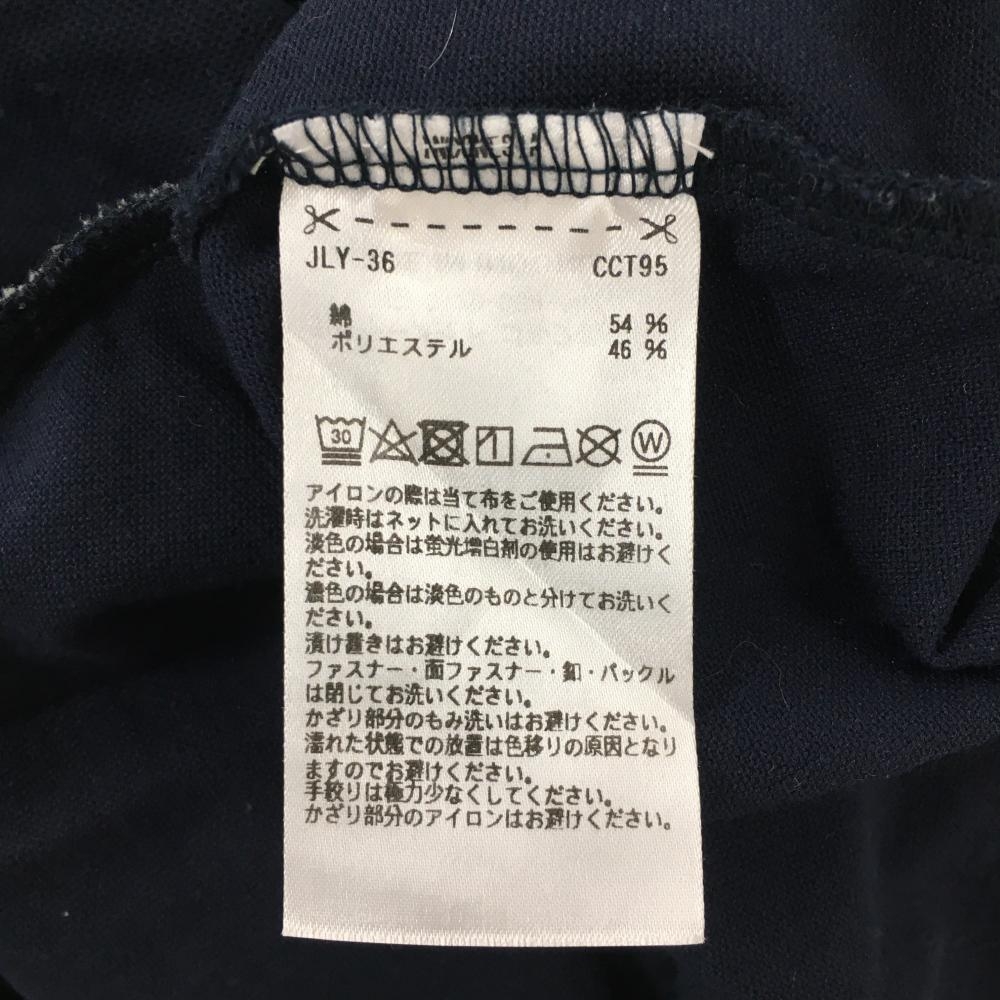 JLY-36 CCT95
綿 54 %
ポリエステル 46 %
30 W
アイロンの際は当て布をご使用ください。
洗濯時はネットに入れてお洗いください。
淡色の場合は蛍光増白剤の使用はお避けく
ださい。
濃色の場合は淡色のものと分けてお洗いく
ださい。
漬け置きはお避けください。
ファスナー・面ファスナー・釦・バックル
は閉じてお洗いください。
かざり部分のもみ洗いはお避けください。
濡れた状態での放置は色移りの原因となり
ますのでお避けください。
手絞りは極力少なくしてください。
かざり部分のアイロンはお避けください。